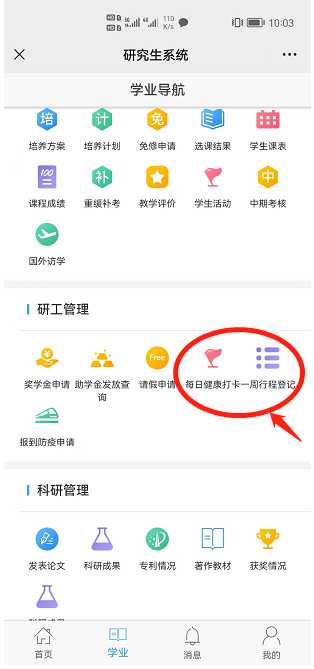 HD 1 HD 2 5G 4G 110 K/s 10:03
研究生系统
学业导航
培 计 免
培养方案 培养计划 免修申请 选课结果 学生课表
100 补 中
课程成绩 重缓补考 教学评价 学生活动 中期考核
国外访学
研工管理
Free
奖学金申请 助学金发放查询 请假申请 每日健康打卡 一周行程登记
报到防疫申请
科研管理
发表论文 科研成果 专利情况 著作教材 获奖情况
首页 学业 消息 我的